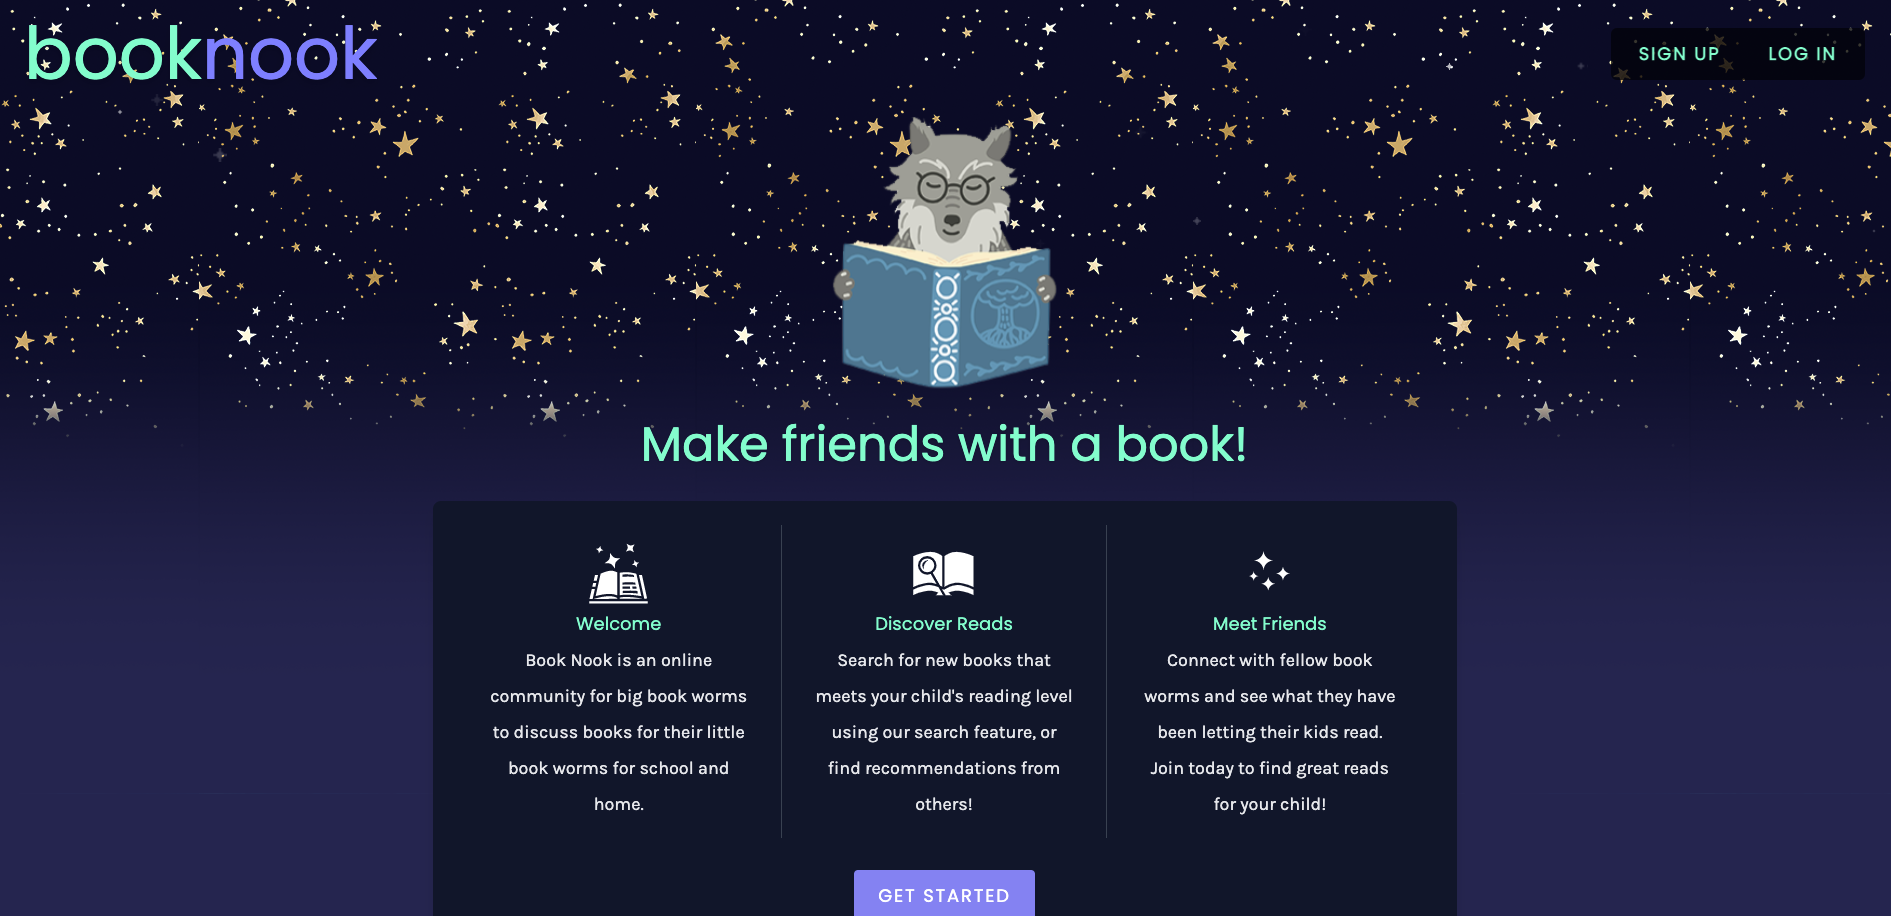 booknook
SIGN UP LOG IN
Make friends with a book!
Welcome
Book Nook is an online
community for big book worms
to discuss books for their little
book worms for school and
home.
Discover Reads
Search for new books that
meets your child's reading level
using our search feature, or
find recommendations from
others!
Meet Friends
Connect with fellow book
worms and see what they have
been letting their kids read.
Join today to find great reads
for your child!
GET STARTED